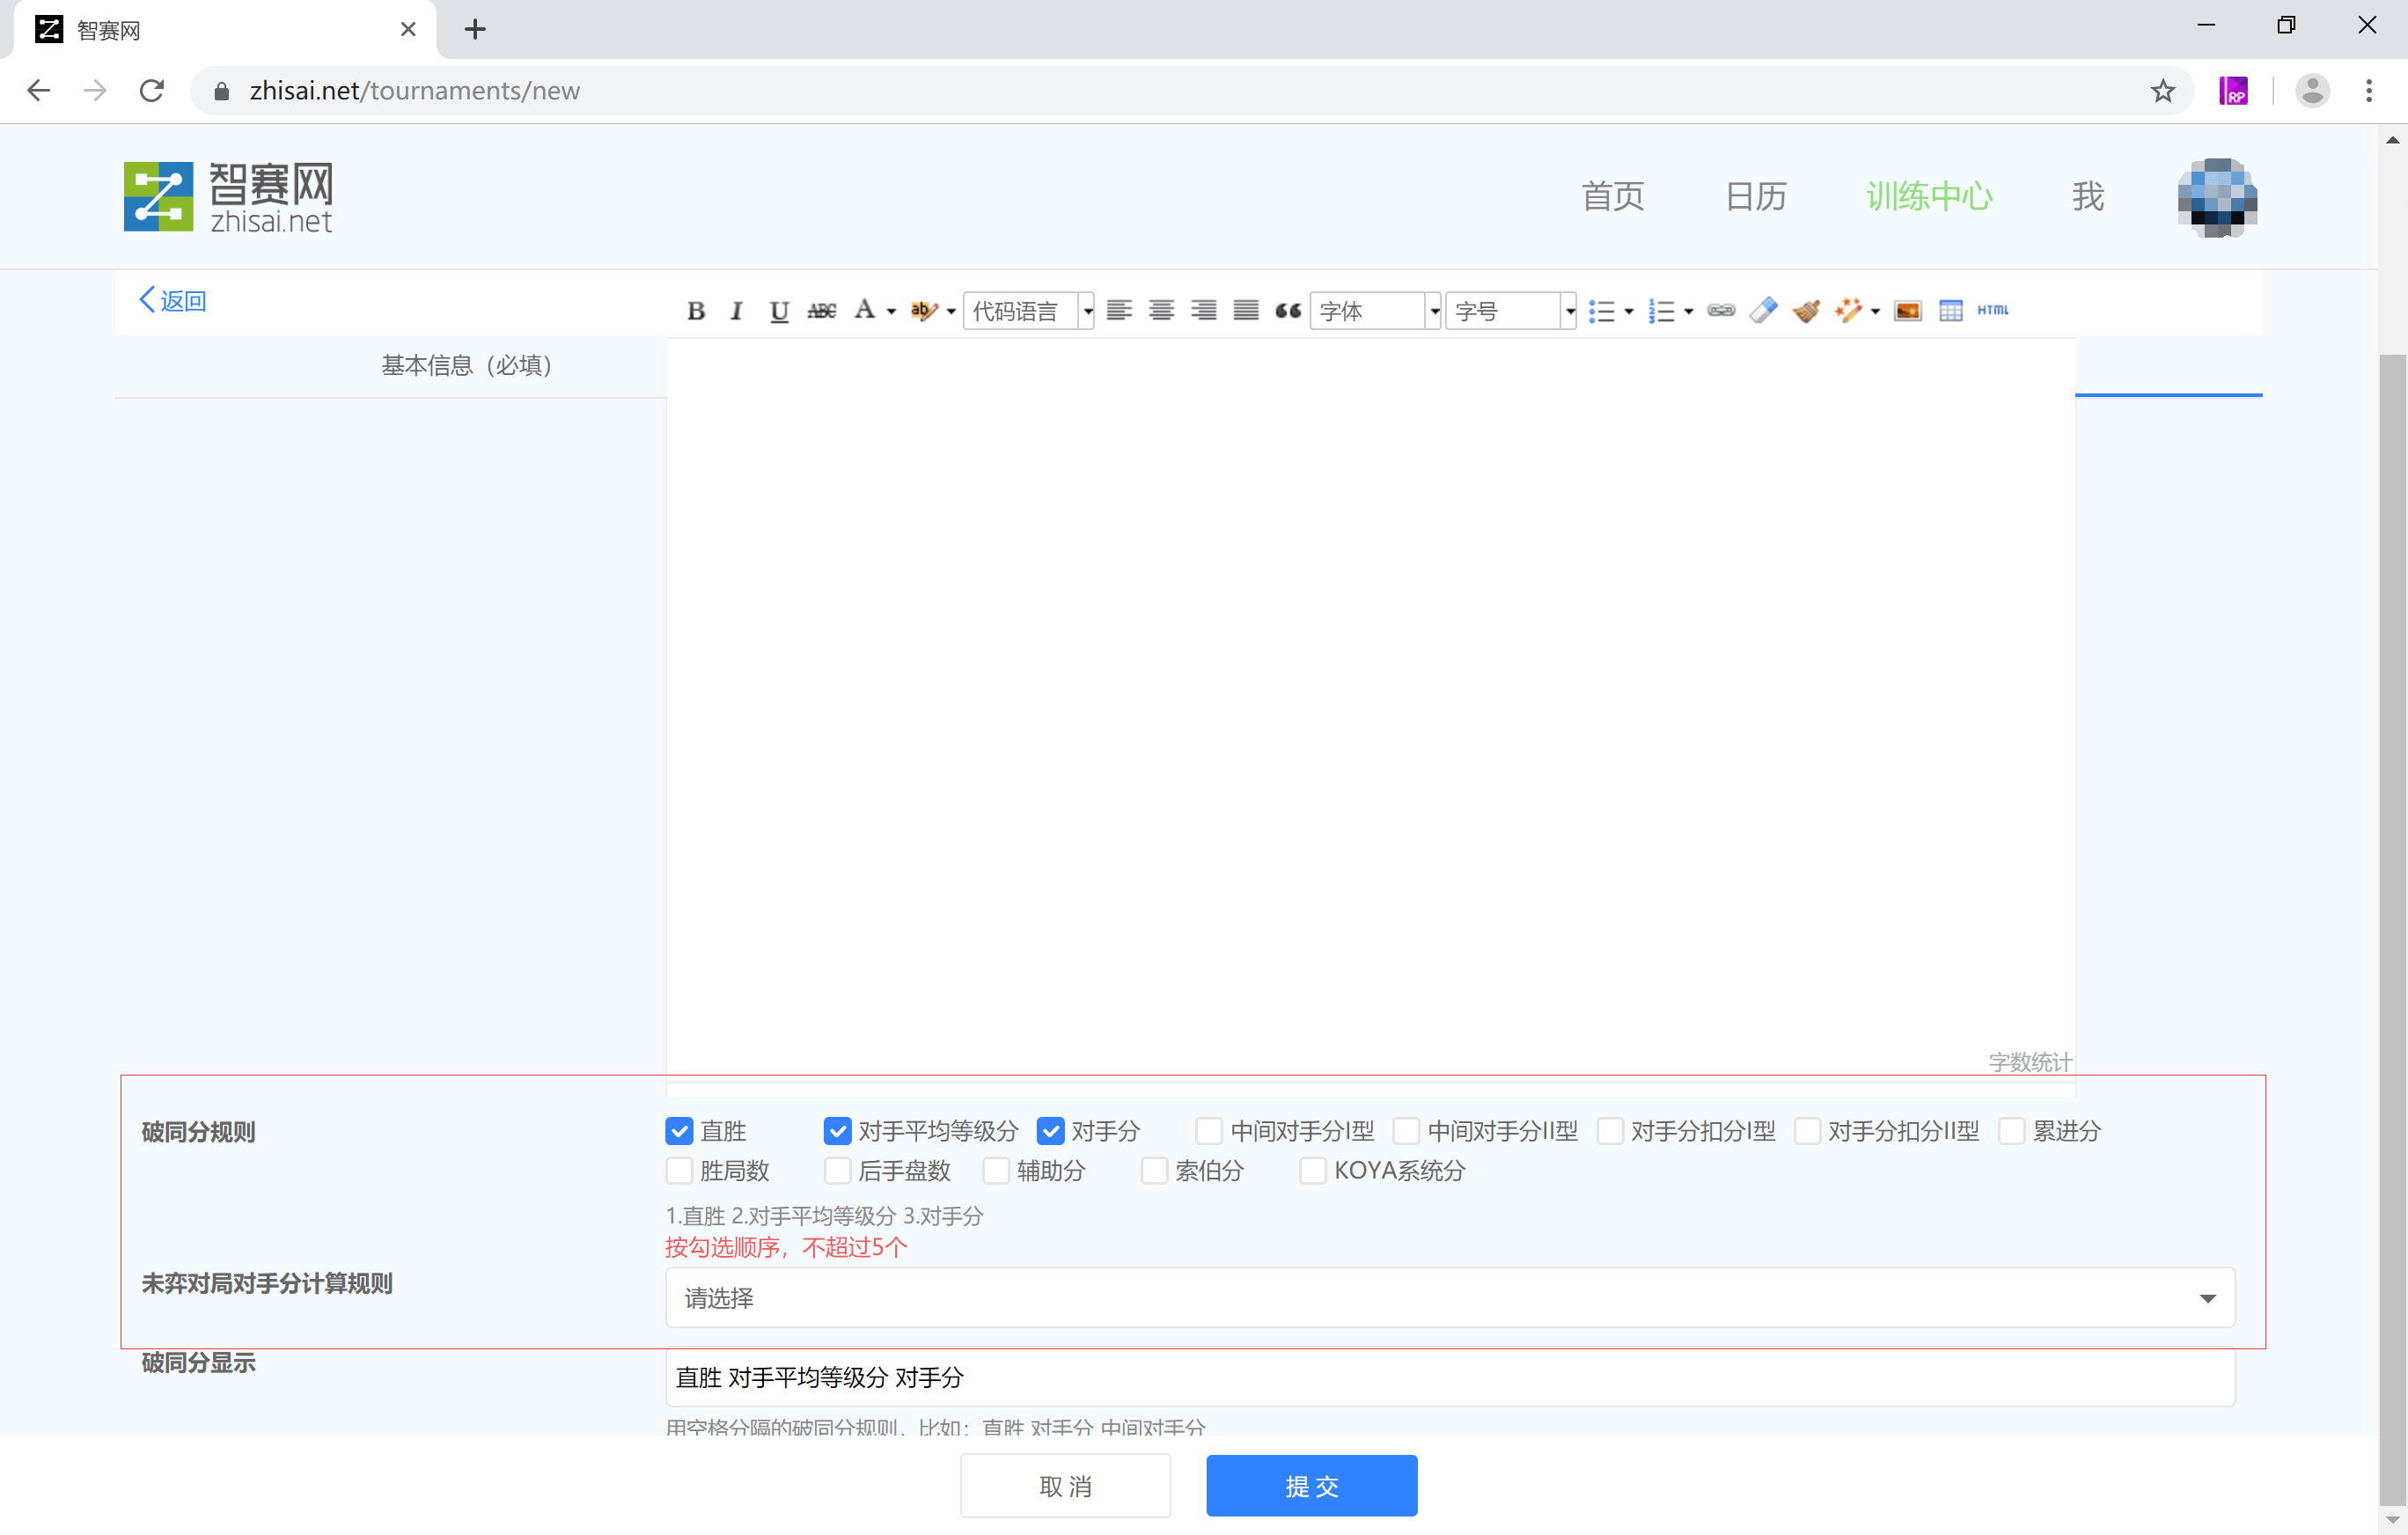 智赛网
zhisai.net/tournaments/new
RP
智赛网
zhisai.net
首页 日历 训练中心 我
返回
B I U ABC A ab 代码语言 字体 字号 HTML
基本信息（必填）
字数统计
破同分规则 直胜 对手平均等级分 对手分 中间对手分I型 中间对手分II型 对手分扣分I型 对手分扣分II型 累进分
胜局数 后手盘数 辅助分 索伯分 KOYA系统分
1.直胜 2.对手平均等级分 3.对手分
按勾选顺序，不超过5个
未弈对局对手分计算规则 请选择
破同分显示 直胜 对手平均等级分 对手分
用空格分隔的破同分规则，比如：直胜 对手分 中间对手分
取 消 提 交